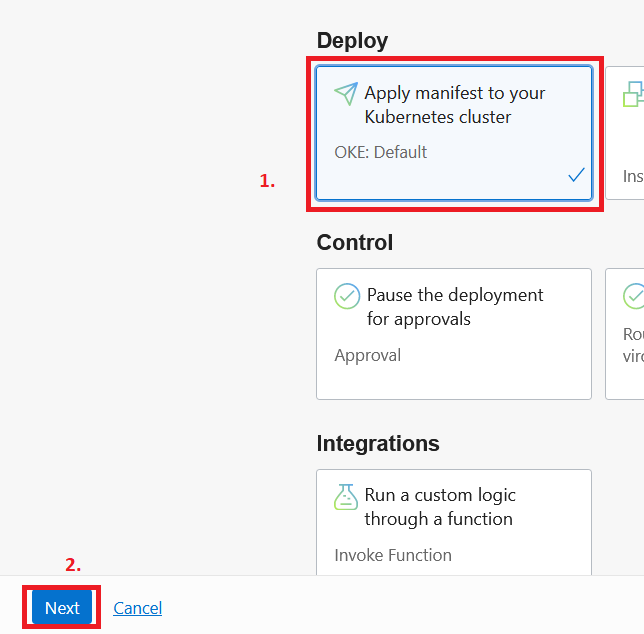 Deploy
Apply manifest to your
Kubernetes cluster
OKE: Default
1.
Ins
Control
Pause the deployment
for approvals
Approval
Rou
viro
Integrations
Run a custom logic
through a function
Invoke Function
2.
Next
Cancel